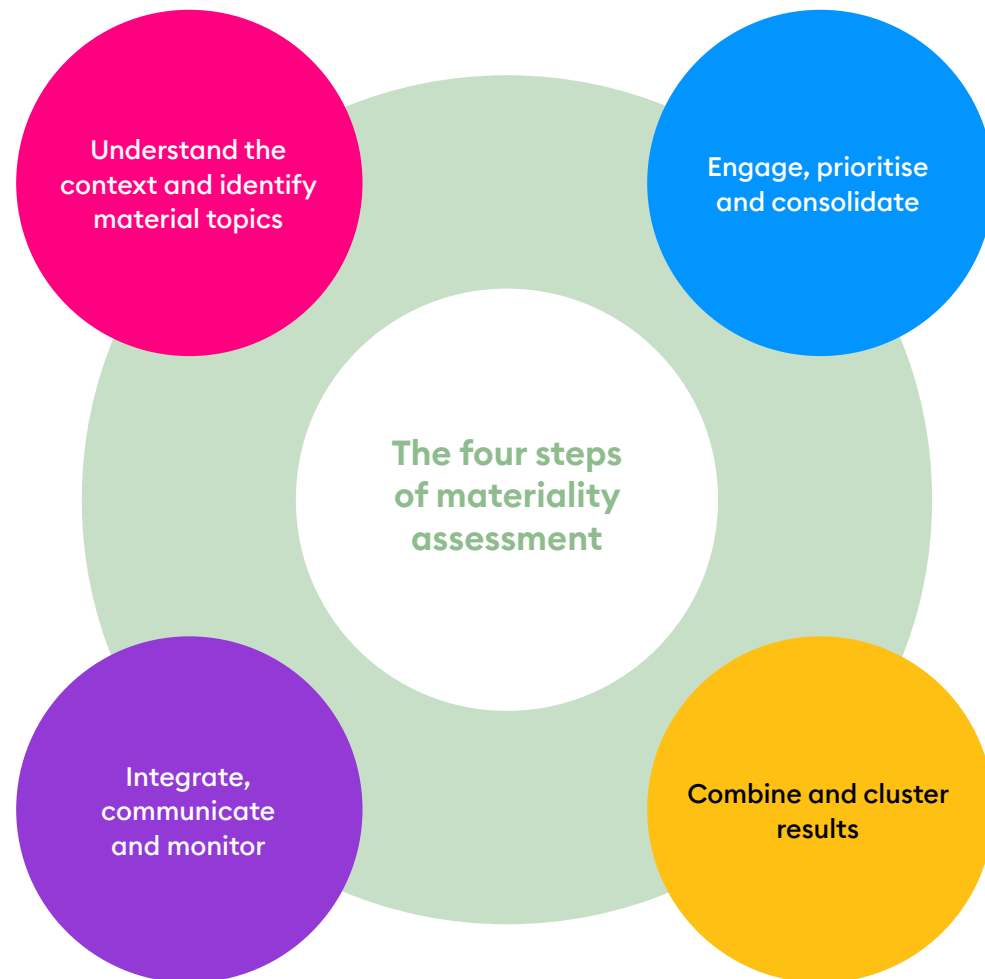 Understand the
context and identify
material topics
Engage, prioritise
and consolidate
The four steps
of materiality
assessment
Integrate,
communicate
and monitor
Combine and cluster
results